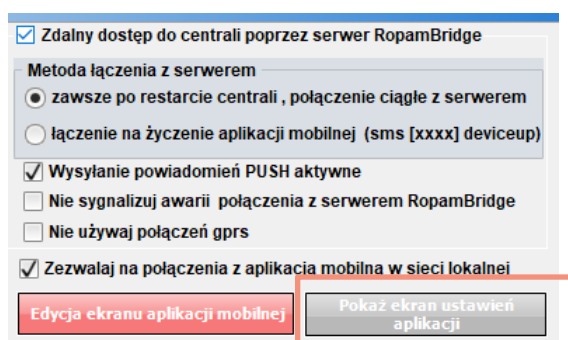 Zdalny dostęp do centrali poprzez serwer RopamBridge
Metoda łączenia z serwerem
zawsze po restarcie centrali , połączenie ciągłe z serwerem
łączenie na życzenie aplikacji mobilnej (sms [xxxx] deviceup)
Wysyłanie powiadomień PUSH aktywne
Nie sygnalizuj awarii połączenia z serwerem RopamBridge
Nie używaj połączeń gprs
Zezwalaj na połączenia z aplikacją mobilną w sieci lokalnej
Edycja ekranu aplikacji mobilnej
Pokaż ekran ustawień
aplikacji